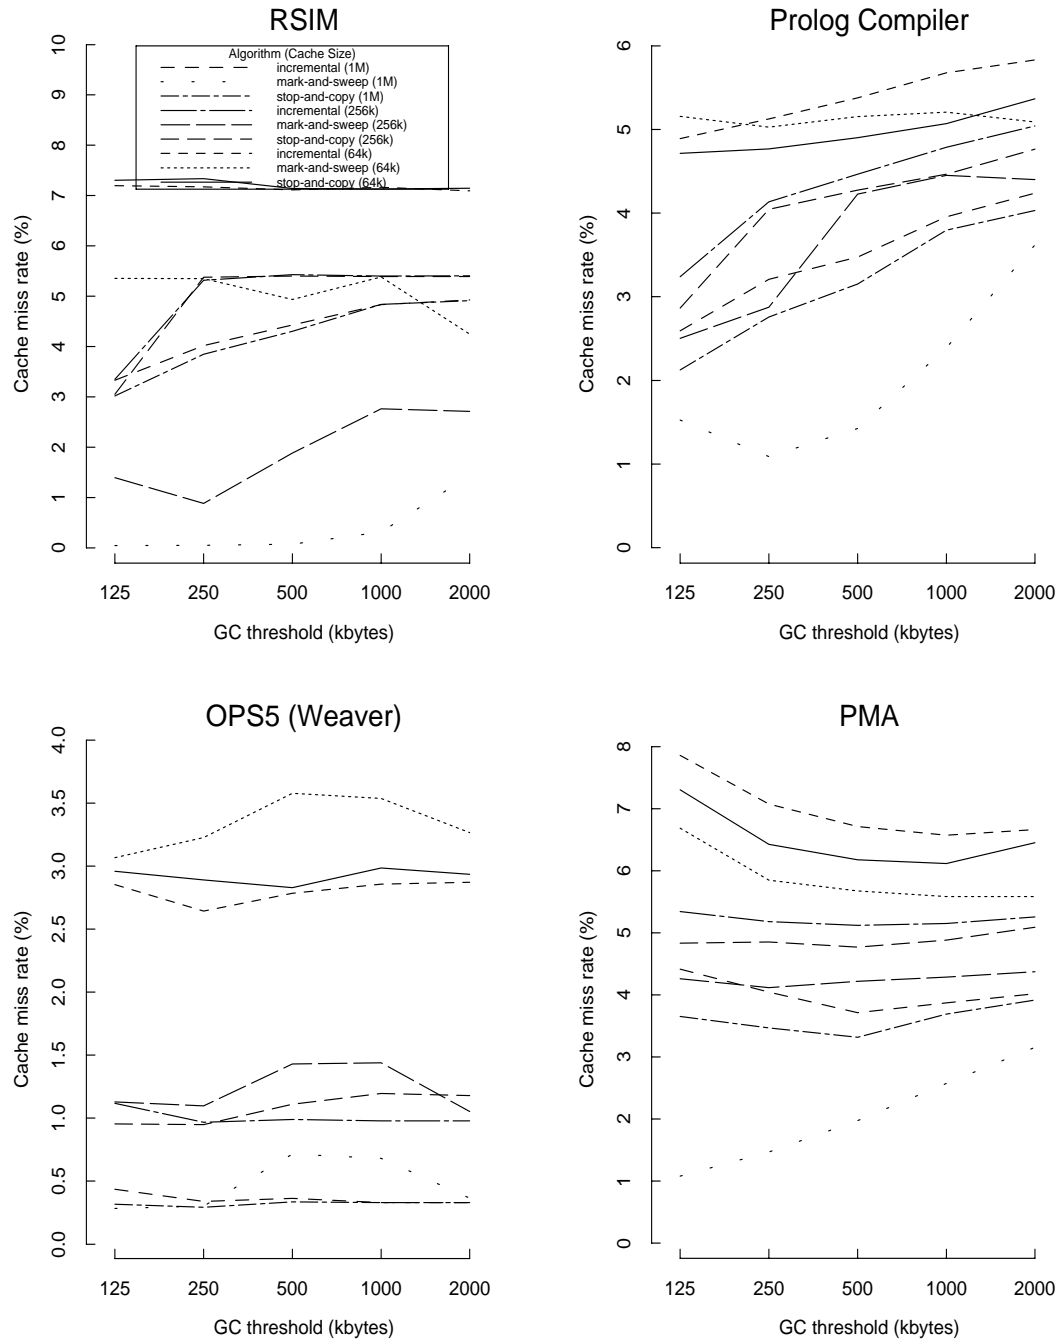 RSIM
Cache miss rate (%)
10
9
8
7
6
5
4
3
2
1
0
Algorithm (Cache Size)
incremental (1M)
mark-and-sweep (1M)
stop-and-copy (1M)
incremental (256k)
mark-and-sweep (256k)
stop-and-copy (256k)
incremental (64k)
mark-and-sweep (64k)
stop-and-copy (64k)
125 250 500 1000 2000
GC threshold (kbytes)
Prolog Compiler
Cache miss rate (%)
6
5
4
3
2
1
0
125 250 500 1000 2000
GC threshold (kbytes)
OPS5 (Weaver)
Cache miss rate (%)
4.0
3.5
3.0
2.5
2.0
1.5
1.0
0.5
0.0
125 250 500 1000 2000
GC threshold (kbytes)
PMA
Cache miss rate (%)
8
7
6
5
4
3
2
1
0
125 250 500 1000 2000
GC threshold (kbytes)